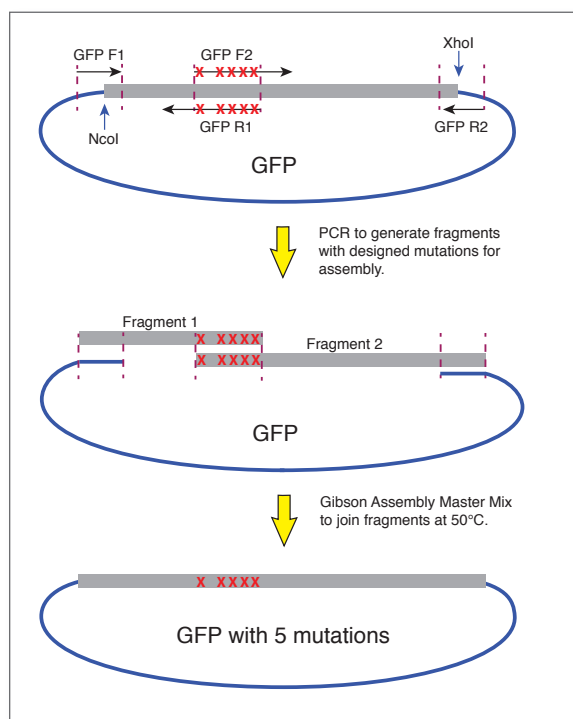 XhoI
GFP F1
GFP F2
x xxxx
x xxxx
NcoI
GFP R1
GFP R2
GFP
PCR to generate fragments
with designed mutations for
assembly.
Fragment 1
x xxxx
x xxxx
Fragment 2
GFP
Gibson Assembly Master Mix
to join fragments at 50°C.
x xxxx
GFP with 5 mutations